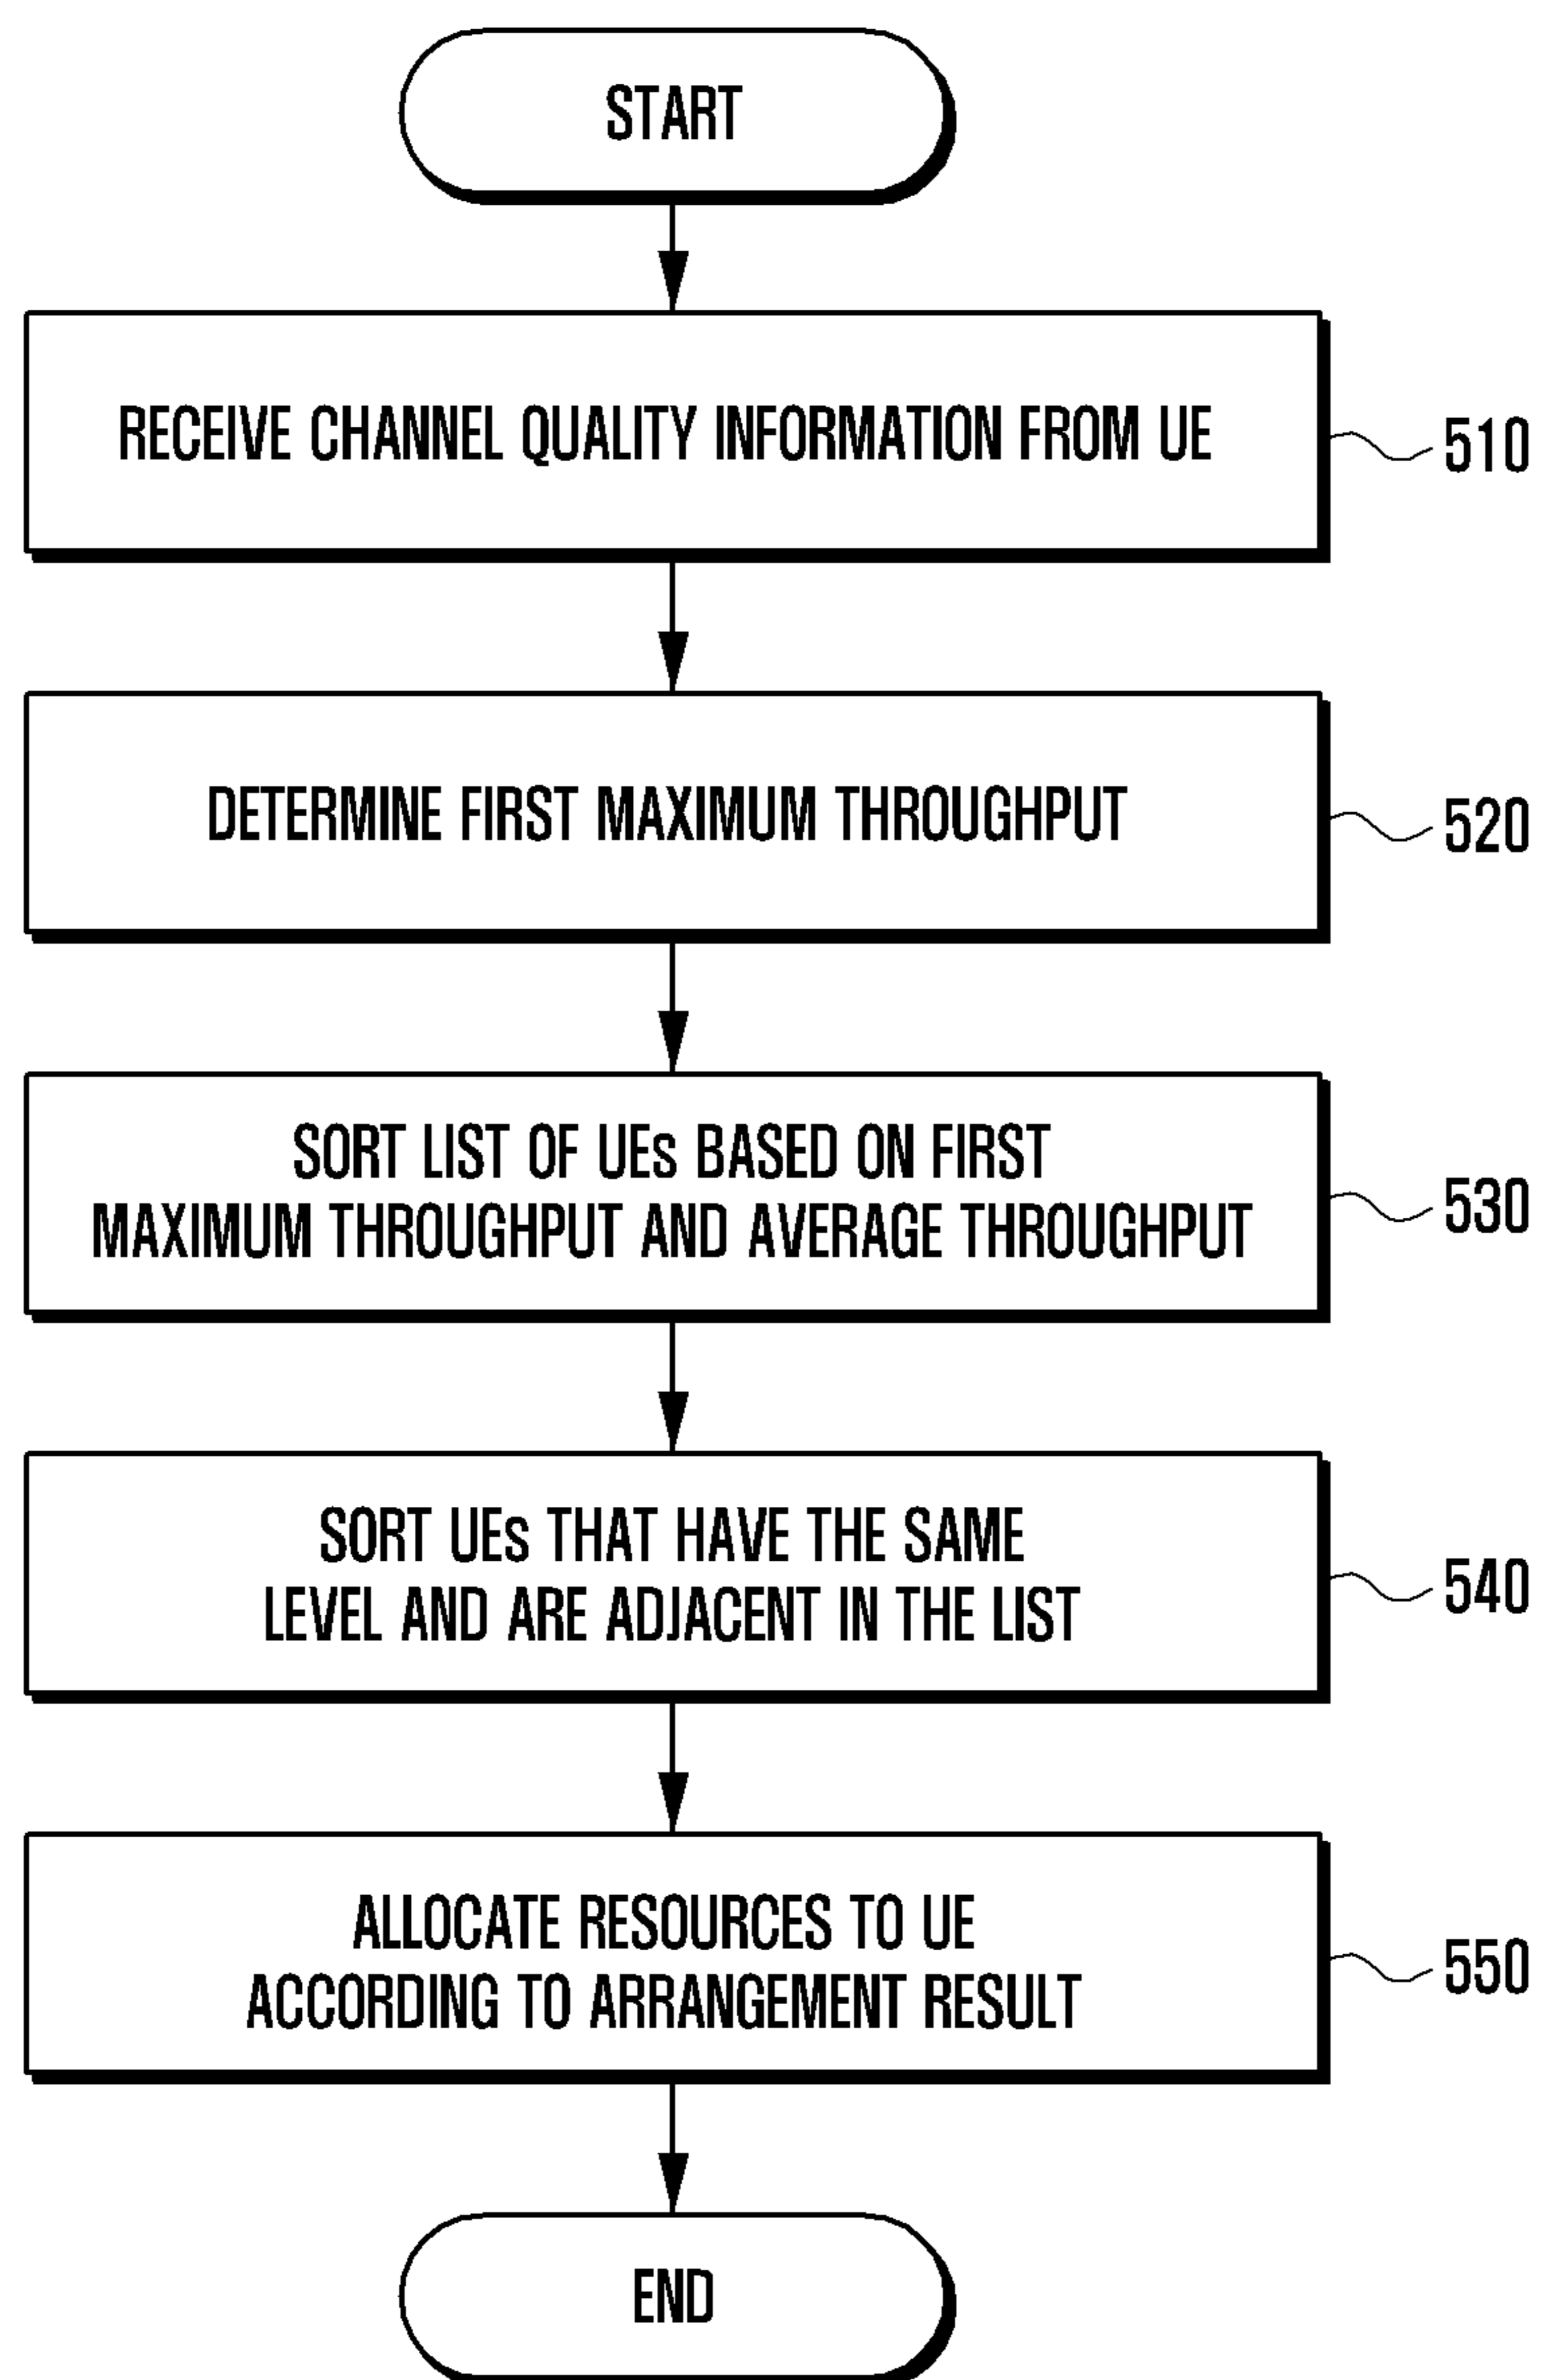 START
RECEIVE CHANNEL QUALITY INFORMATION FROM UE
510
DETERMINE FIRST MAXIMUM THROUGHPUT
520
SORT LIST OF UEs BASED ON FIRST
MAXIMUM THROUGHPUT AND AVERAGE THROUGHPUT
530
SORT UEs THAT HAVE THE SAME
LEVEL AND ARE ADJACENT IN THE LIST
540
ALLOCATE RESOURCES TO UE
ACCORDING TO ARRANGEMENT RESULT
550
END